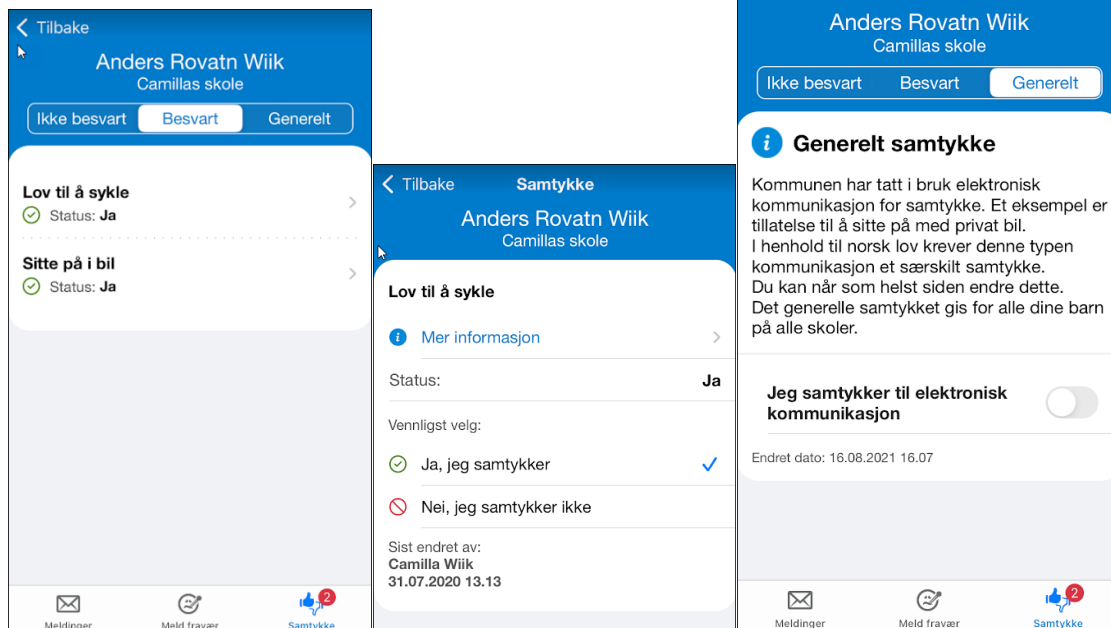 Tilbake
Anders Rovatn Wiik
Camillas skole
Ikke besvart Besvart Generelt
Lov til å sykle
Status: Ja
Sitte på i bil
Status: Ja
Meldinger Meld fravær Samtykke
2
Tilbake Samtykke
Anders Rovatn Wiik
Camillas skole
Lov til å sykle
Mer informasjon
Status: Ja
Vennligst velg:
Ja, jeg samtykker
Nei, jeg samtykker ikke
Sist endret av:
Camilla Wiik
31.07.2020 13.13
Anders Rovatn Wiik
Camillas skole
Ikke besvart Besvart Generelt
Generelt samtykke
Kommunen har tatt i bruk elektronisk
kommunikasjon for samtykke. Et eksempel er
tillatelse til å sitte på med privat bil.
I henhold til norsk lov krever denne typen
kommunikasjon et særskilt samtykke.
Du kan når som helst siden endre dette.
Det generelle samtykket gis for alle dine barn
på alle skoler.
Jeg samtykker til elektronisk
kommunikasjon
Endret dato: 16.08.2021 16.07
2
Meldinger Meld fravær Samtykke